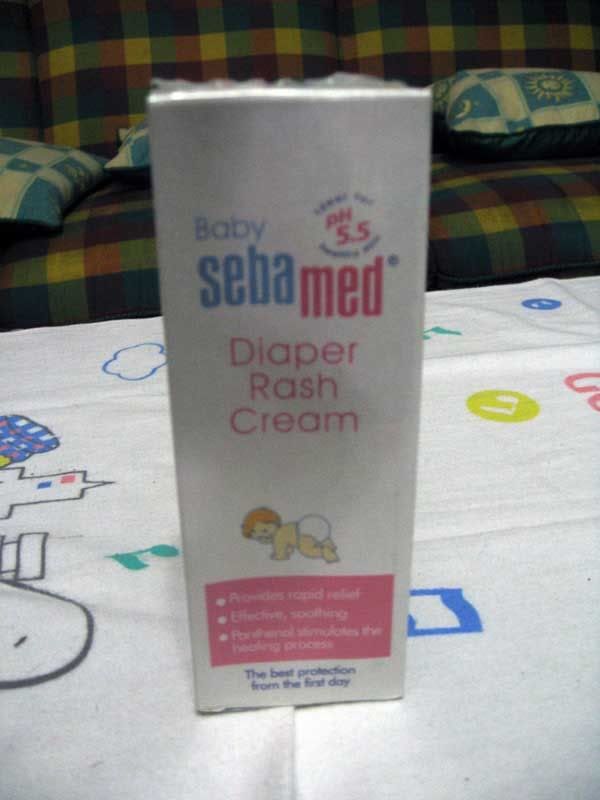 Baby
pH
5.5
sebamed®
Diaper
Rash
Cream
Provides rapid relief
Effective, soothing
Panthenol stimulates the
healing process
The best protection
from the first day